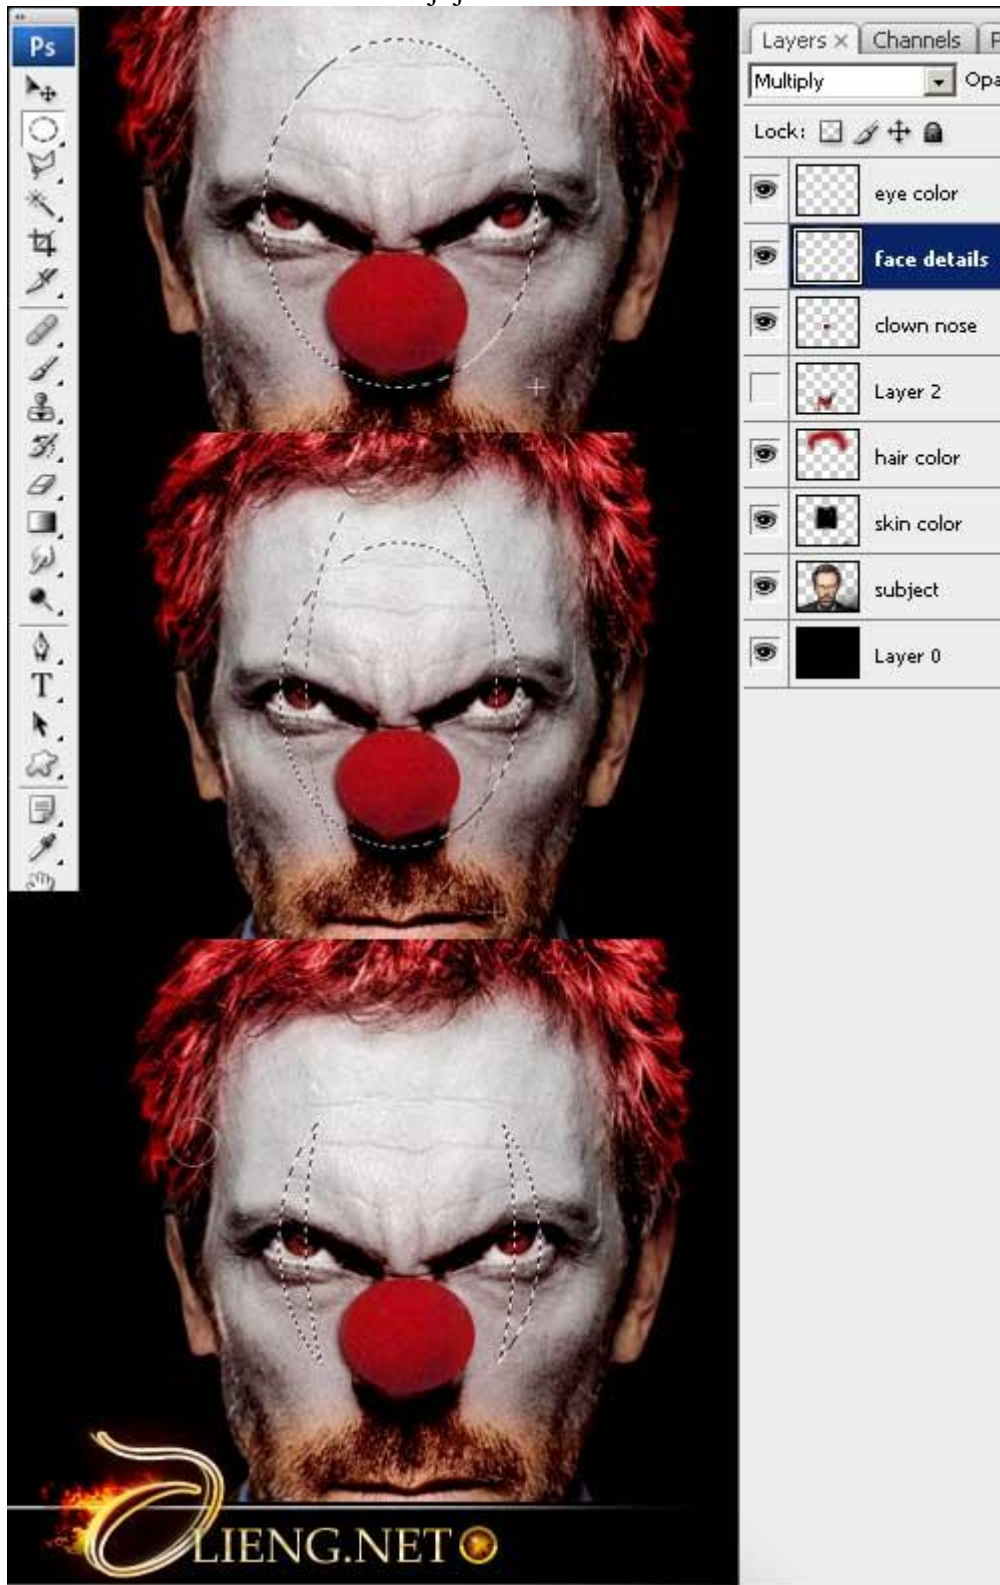 Ps
Layers × Channels
Multiply
Lock:
eye color
face details
clown nose
Layer 2
hair color
skin color
subject
Layer 0
T
LIENG.NET